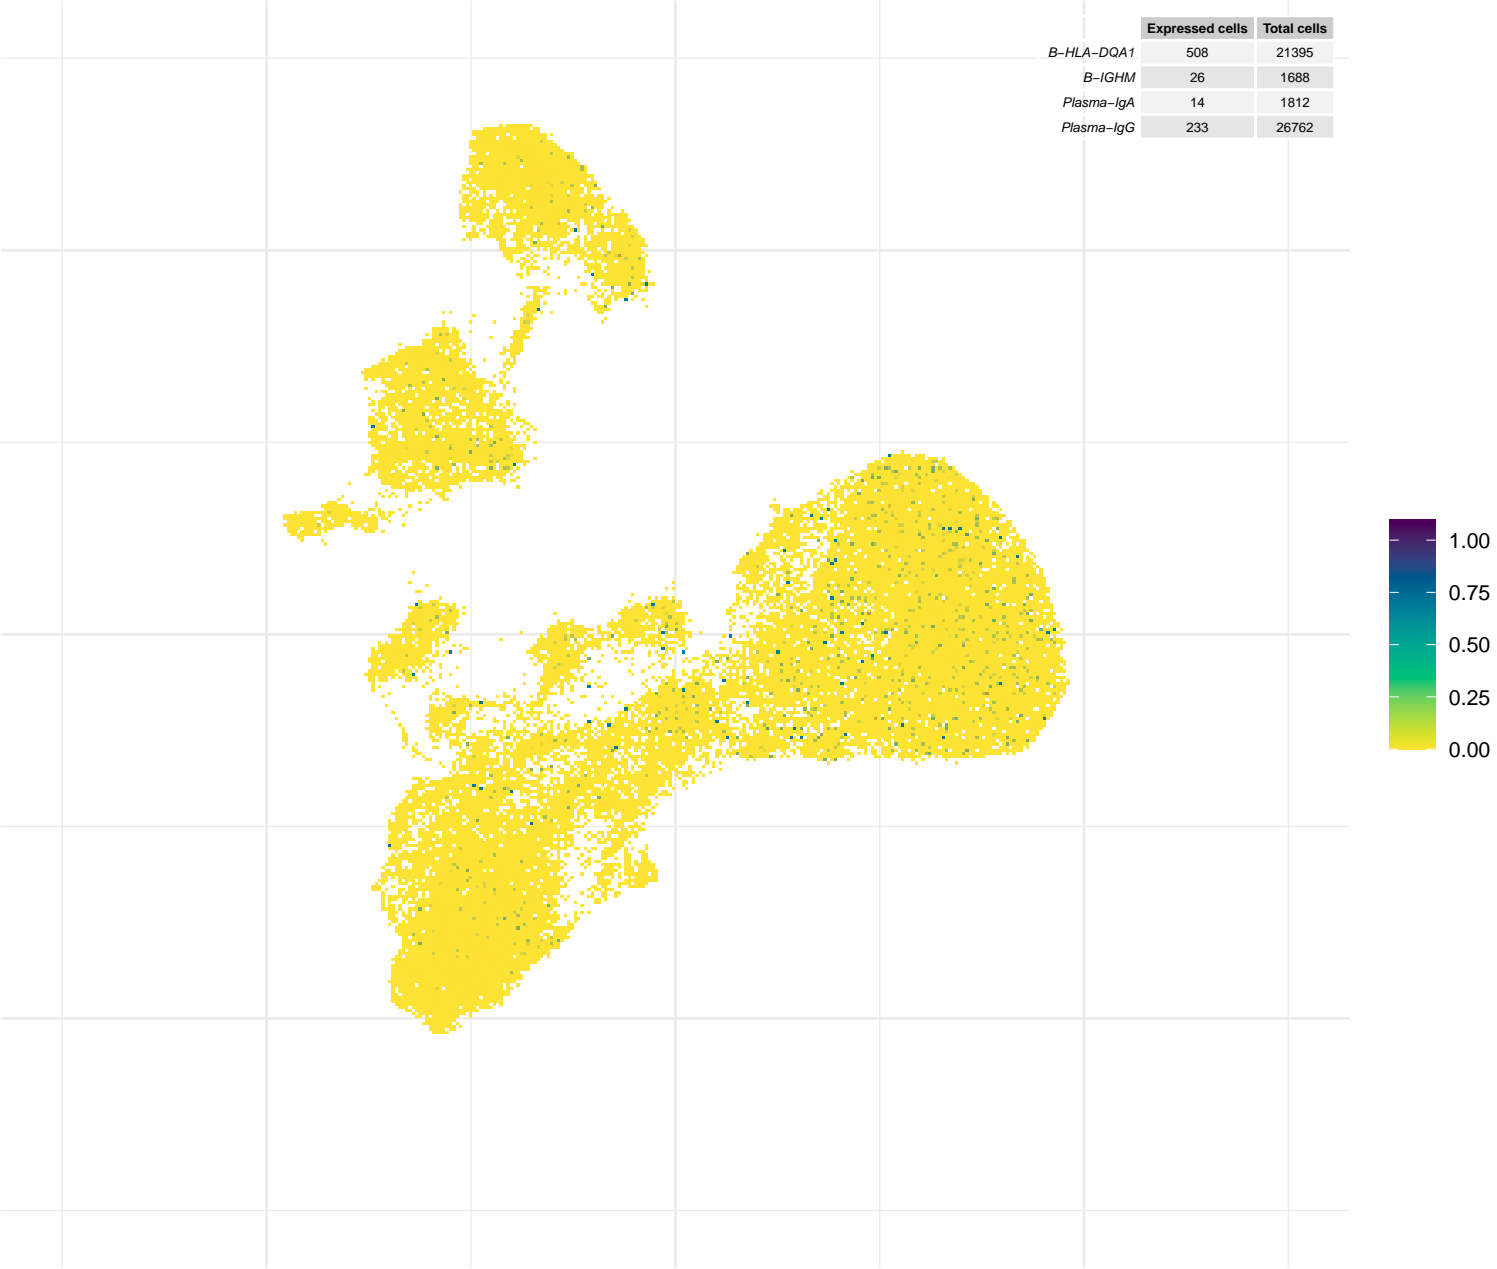 Expressed cells Total cells
B−HLA−DQA1 508 21395
B−IGHM 26 1688
Plasma−IgA 14 1812
Plasma−IgG 233 26762
1.00
0.75
0.50
0.25
0.00